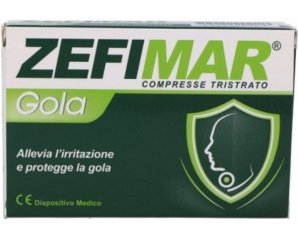 ZEFIMAR®
COMPRESSE TRISTRATO
Gola
Allevia l'irritazione
e protegge la gola
CE Dispositivo Medico